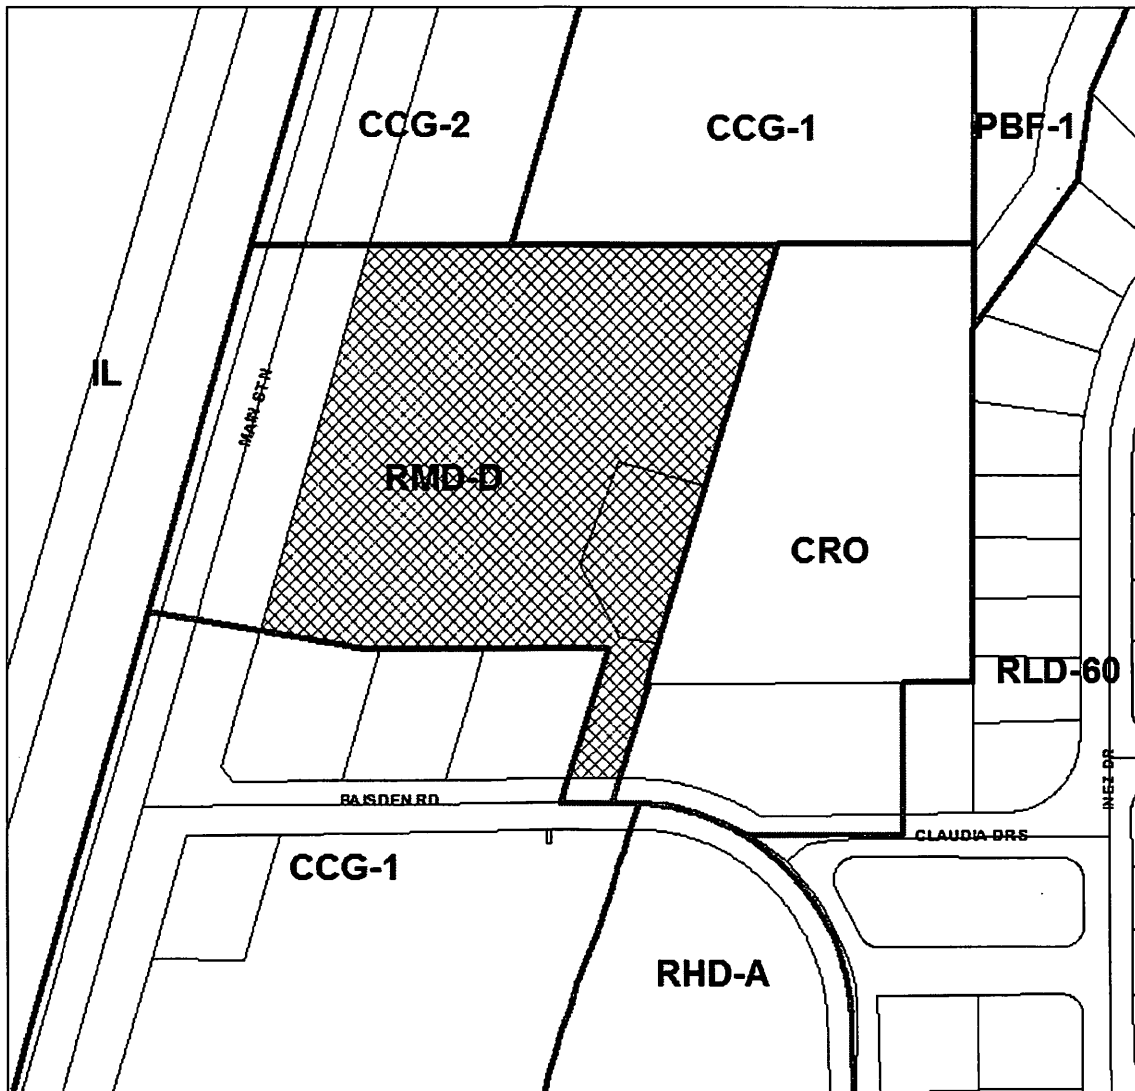 CCG-2
CCG-1
PBF-1
IL
MAIN ST N
RMD-D
CRO
RLD-60
INEZ DR
BAISDEN RD
CLAUDIA DR S
CCG-1
RHD-A